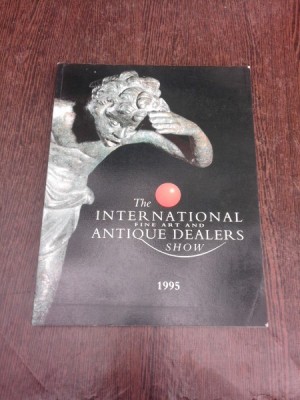 The
INTERNATIONAL
FINE ART AND
ANTIQUE DEALERS
SHOW
1995